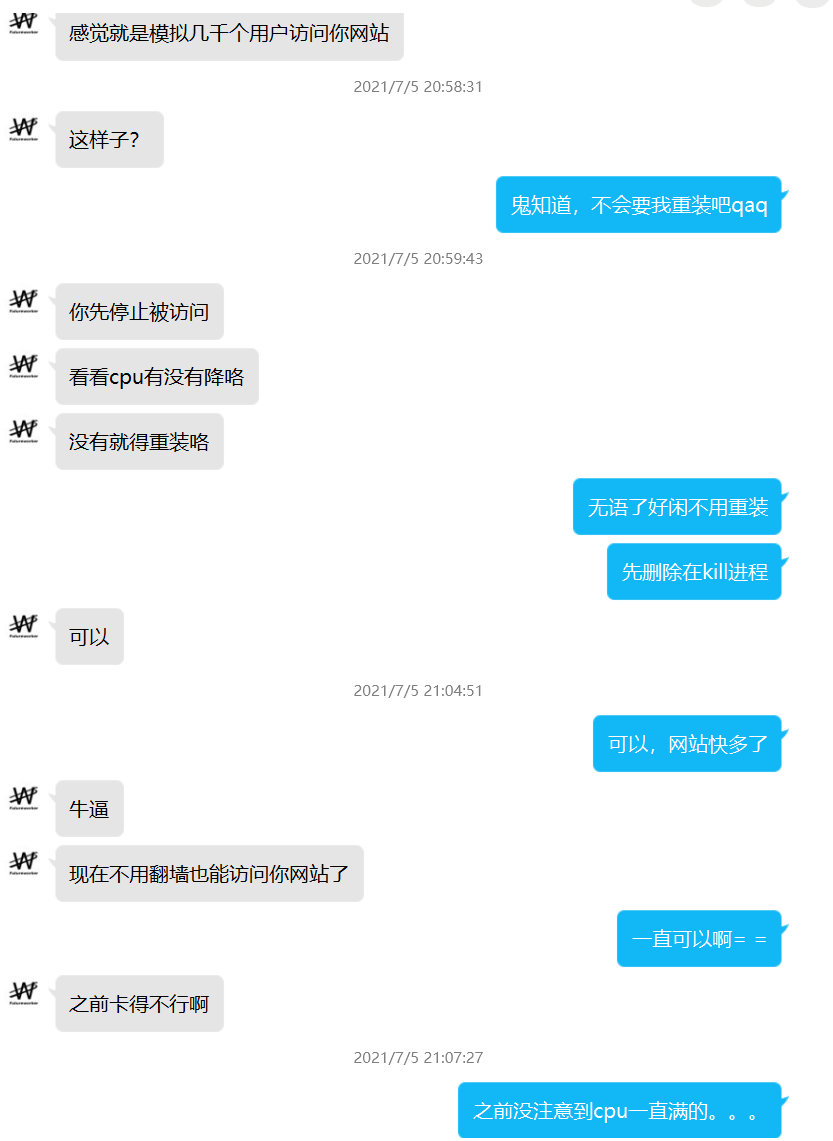 感觉就是模拟几千个用户访问你网站
2021/7/5 20:58:31
这样子？
鬼知道，不会要我重装吧qaq
2021/7/5 20:59:43
你先停止被访问
看看cpu有没有降咯
没有就得重装咯
无语了好闲不用重装
先删除在kill进程
可以
2021/7/5 21:04:51
可以，网站快多了
牛逼
现在不用翻墙也能访问你网站了
一直可以啊= =
之前卡得不行啊
2021/7/5 21:07:27
之前没注意到cpu一直满的。。。